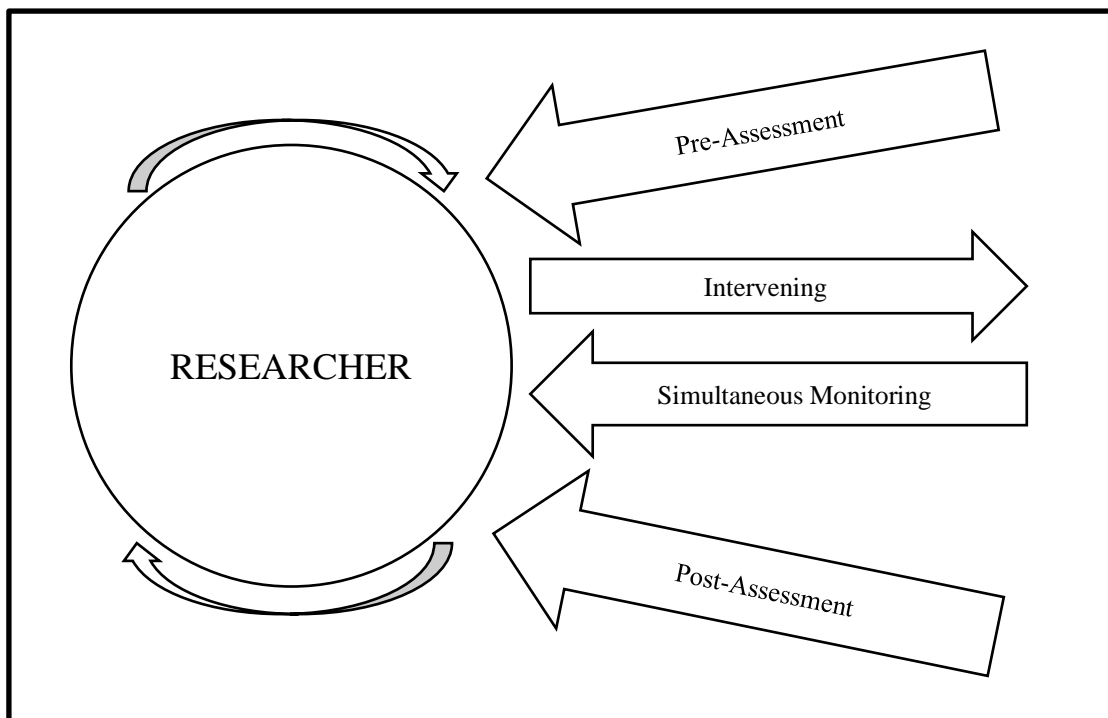 Pre-Assessment
Intervening
RESEARCHER
Simultaneous Monitoring
Post-Assessment